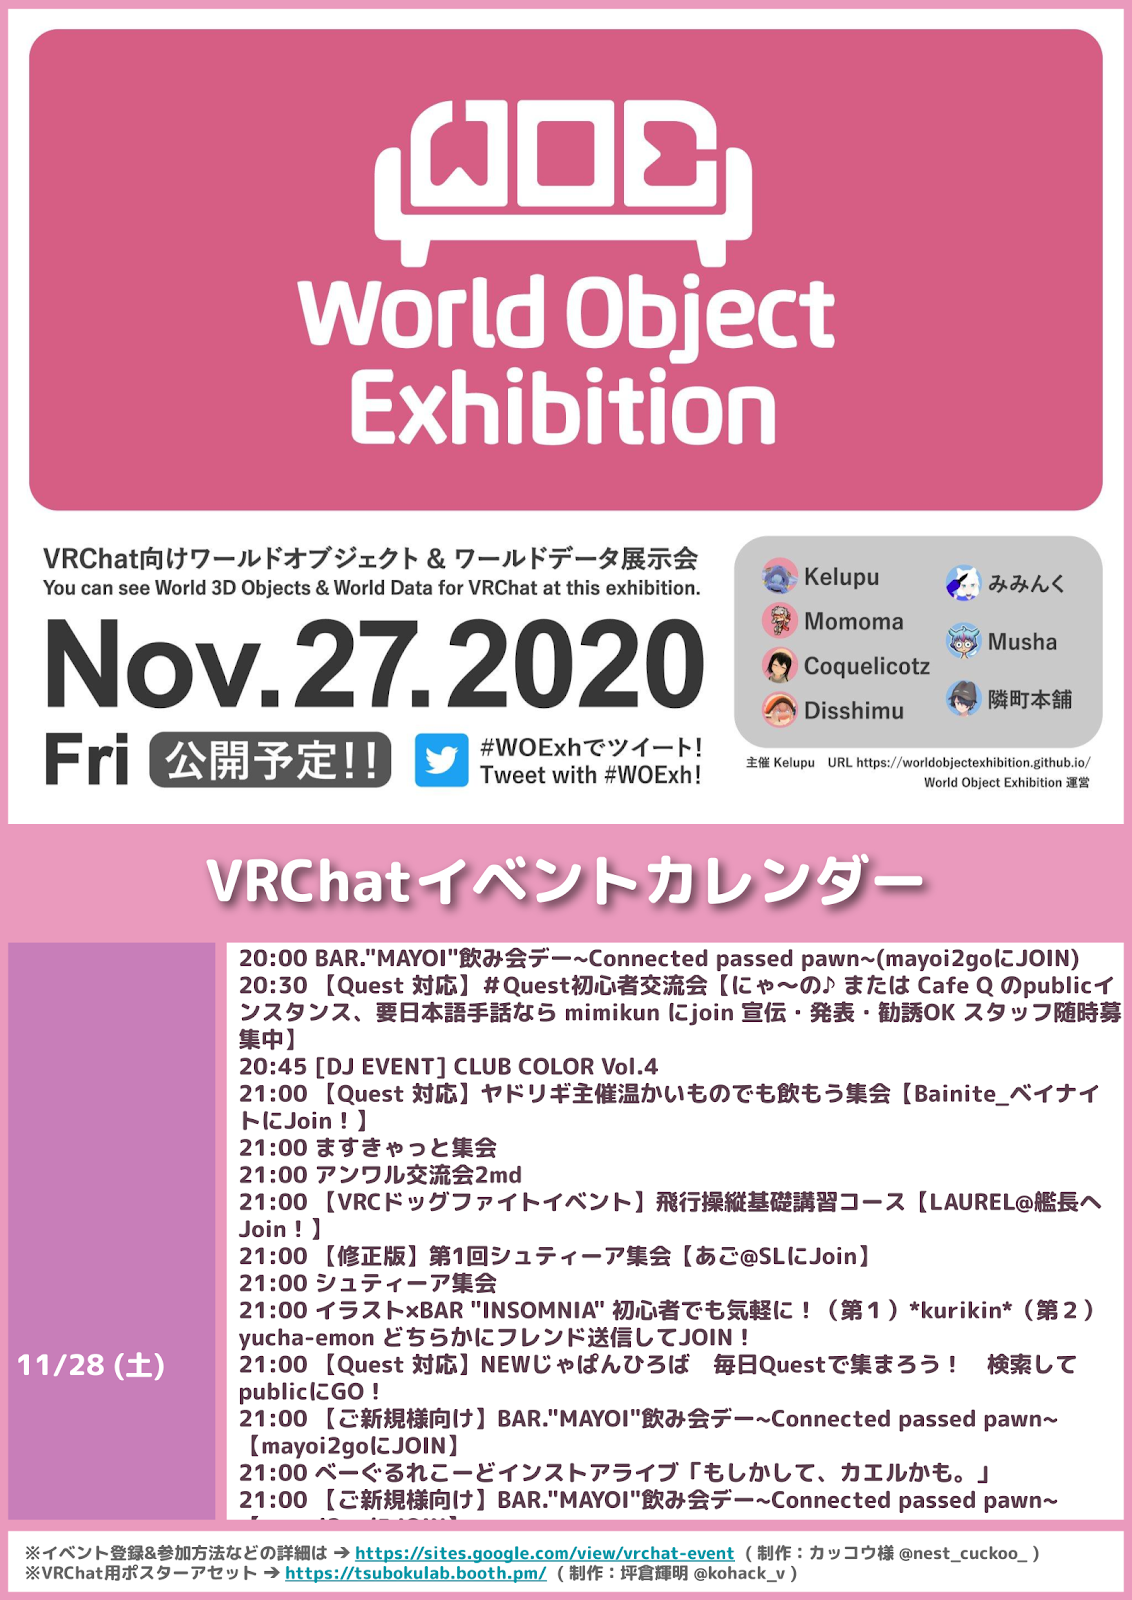 WOE
World Object
Exhibition
VRChat向けワールドオブジェクト & ワールドデータ展示会
You can see World 3D Objects & World Data for VRChat at this exhibition.
Nov.27.2020
Fri 公開予定!!
#WOExhでツイート!
Tweet with #WOExh!
Kelupu
Momoma
Coquelicotz
Disshimu
みみんく
Musha
隣町本舗
主催 Kelupu URL https://worldobjectexhibition.github.io/
World Object Exhibition 運営
VRChatイベントカレンダー
11/28 (土)
20:00 BAR."MAYOI"飲み会デー~Connected passed pawn~(mayoi2goにJOIN)
20:30 【Quest 対応】＃Quest初心者交流会【にゃ～の♪ または Cafe Q のpublicイ
ンスタンス、要日本語手話なら mimikun にjoin 宣伝・発表・勧誘OK スタッフ随時募
集中】
20:45 [DJ EVENT] CLUB COLOR Vol.4
21:00 【Quest 対応】ヤドリギ主催温かいものでも飲もう集会【Bainite_ベイナイ
トにJoin！】
21:00 ますきゃっと集会
21:00 アンワル交流会2md
21:00 【VRCドッグファイトイベント】飛行操縦基礎講習コース【LAUREL@艦長へ
Join！】
21:00 【修正版】第1回シュティーア集会【あご@SLにJoin】
21:00 シュティーア集会
21:00 イラスト×BAR "INSOMNIA" 初心者でも気軽に！（第１）*kurikin*（第２）
yucha-emon どちらかにフレンド送信してJOIN！
21:00 【Quest 対応】NEWじゃぱんひろば　毎日Questで集まろう！　検索して
publicにGO！
21:00 【ご新規様向け】BAR."MAYOI"飲み会デー~Connected passed pawn~
【mayoi2goにJOIN】
21:00 べーぐるれこーどインストアライブ「もしかして、カエルかも。」
21:00 【ご新規様向け】BAR."MAYOI"飲み会デー~Connected passed pawn~
※イベント登録&参加方法などの詳細は ➔ https://sites.google.com/view/vrchat-event （ 制作：カッコウ様 @nest_cuckoo_ ）
※VRChat用ポスターアセット ➔ https://tsubokulab.booth.pm/ （ 制作：坪倉輝明 @kohack_v ）